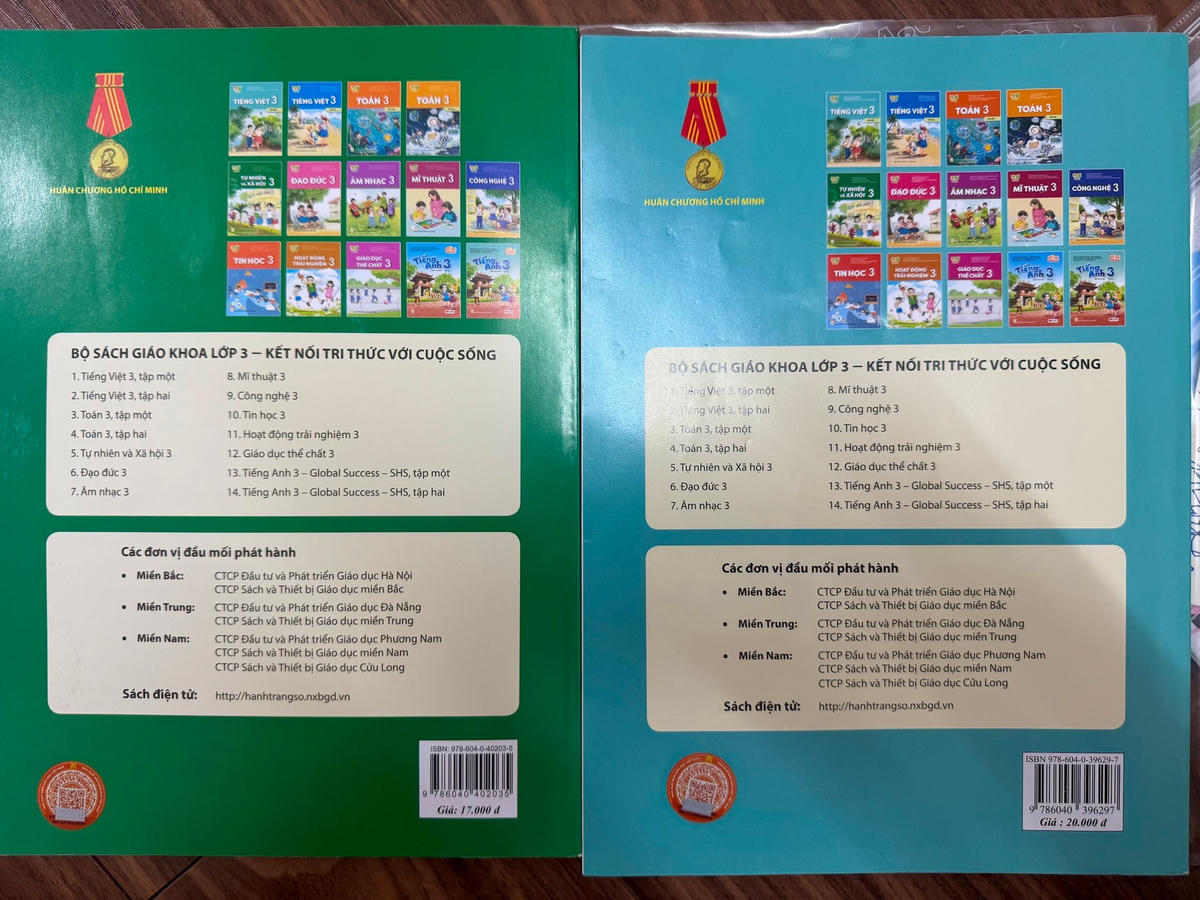 HUÂN CHƯƠNG HỒ CHÍ MINH
TIẾNG VIỆT 3
TIẾNG VIỆT 3
TOÁN 3
TOÁN 3
TỰ NHIÊN VÀ XÃ HỘI 3
ĐẠO ĐỨC 3
ÂM NHẠC 3
MĨ THUẬT 3
CÔNG NGHỆ 3
TIN HỌC 3
HOẠT ĐỘNG TRẢI NGHIỆM 3
GIÁO DỤC THỂ CHẤT 3
Tiếng Anh 3
Tiếng Anh 3
BỘ SÁCH GIÁO KHOA LỚP 3 – KẾT NỐI TRI THỨC VỚI CUỘC SỐNG
1. Tiếng Việt 3, tập một
2. Tiếng Việt 3, tập hai
3. Toán 3, tập một
4. Toán 3, tập hai
5. Tự nhiên và Xã hội 3
6. Đạo đức 3
7. Âm nhạc 3
8. Mĩ thuật 3
9. Công nghệ 3
10. Tin học 3
11. Hoạt động trải nghiệm 3
12. Giáo dục thể chất 3
13. Tiếng Anh 3 – Global Success – SHS, tập một
14. Tiếng Anh 3 – Global Success – SHS, tập hai
Các đơn vị đầu mối phát hành
• Miền Bắc: CTCP Đầu tư và Phát triển Giáo dục Hà Nội
CTCP Sách và Thiết bị Giáo dục miền Bắc
• Miền Trung: CTCP Đầu tư và Phát triển Giáo dục Đà Nẵng
CTCP Sách và Thiết bị Giáo dục miền Trung
• Miền Nam: CTCP Đầu tư và Phát triển Giáo dục Phương Nam
CTCP Sách và Thiết bị Giáo dục miền Nam
CTCP Sách và Thiết bị Giáo dục Cửu Long
Sách điện tử: http://hanhtrangso.nxbgd.vn
ISBN: 978-604-0-40203-5
9 786040 402035
Giá: 17.000 đ
HUÂN CHƯƠNG HỒ CHÍ MINH
TIẾNG VIỆT 3
TIẾNG VIỆT 3
TOÁN 3
TOÁN 3
TỰ NHIÊN VÀ XÃ HỘI 3
ĐẠO ĐỨC 3
ÂM NHẠC 3
MĨ THUẬT 3
CÔNG NGHỆ 3
TIN HỌC 3
HOẠT ĐỘNG TRẢI NGHIỆM 3
GIÁO DỤC THỂ CHẤT 3
Tiếng Anh 3
Tiếng Anh 3
BỘ SÁCH GIÁO KHOA LỚP 3 – KẾT NỐI TRI THỨC VỚI CUỘC SỐNG
1. Tiếng Việt 3, tập một
2. Tiếng Việt 3, tập hai
3. Toán 3, tập một
4. Toán 3, tập hai
5. Tự nhiên và Xã hội 3
6. Đạo đức 3
7. Âm nhạc 3
8. Mĩ thuật 3
9. Công nghệ 3
10. Tin học 3
11. Hoạt động trải nghiệm 3
12. Giáo dục thể chất 3
13. Tiếng Anh 3 – Global Success – SHS, tập một
14. Tiếng Anh 3 – Global Success – SHS, tập hai
Các đơn vị đầu mối phát hành
• Miền Bắc: CTCP Đầu tư và Phát triển Giáo dục Hà Nội
CTCP Sách và Thiết bị Giáo dục miền Bắc
• Miền Trung: CTCP Đầu tư và Phát triển Giáo dục Đà Nẵng
CTCP Sách và Thiết bị Giáo dục miền Trung
• Miền Nam: CTCP Đầu tư và Phát triển Giáo dục Phương Nam
CTCP Sách và Thiết bị Giáo dục miền Nam
CTCP Sách và Thiết bị Giáo dục Cửu Long
Sách điện tử: http://hanhtrangso.nxbgd.vn
ISBN 978-604-0-39629-7
9 786040 396297
Giá : 20.000 đ